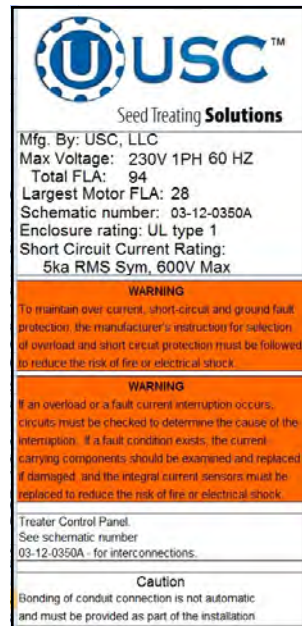 U USC™
Seed Treating Solutions
Mfg. By: USC, LLC
Max Voltage: 230V 1PH 60 HZ
Total FLA: 94
Largest Motor FLA: 28
Schematic number: 03-12-0350A
Enclosure rating: UL type 1
Short Circuit Current Rating:
5ka RMS Sym, 600V Max
WARNING
To maintain over current, short-circuit and ground fault
protection, the manufacturer's instruction for selection
of overload and short circuit protection must be followed
to reduce the risk of fire or electrical shock.
WARNING
If an overload or a fault current interruption occurs,
circuits must be checked to determine the cause of the
interruption. If a fault condition exists, the current
carrying components should be examined and replaced
if damaged, and the integral current sensors must be
replaced to reduce the risk of fire or electrical shock.
Treater Control Panel.
See schematic number
03-12-0350A - for interconnections.
Caution
Bonding of conduit connection is not automatic
and must be provided as part of the installation